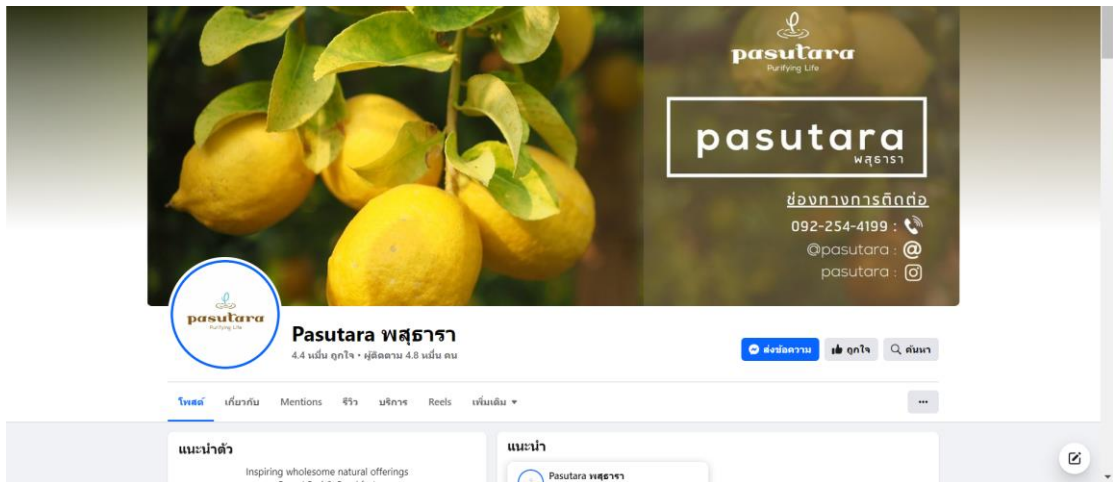 pasutara
Purifying Life
pasutara
พสุธารา
ช่องทางการติดต่อ
092-254-4199 :
@pasutara : @
pasutara :
pasutara
Purifying Life
Pasutara พสุธารา
4.4 หมื่น ถูกใจ • ผู้ติดตาม 4.8 หมื่น คน
ส่งข้อความ
ถูกใจ
ค้นหา
โพสต์ เกี่ยวกับ Mentions รีวิว บริการ Reels เพิ่มเติม
แนะนำตัว
Inspiring wholesome natural offerings
แนะนำ
Pasutara พสุธารา